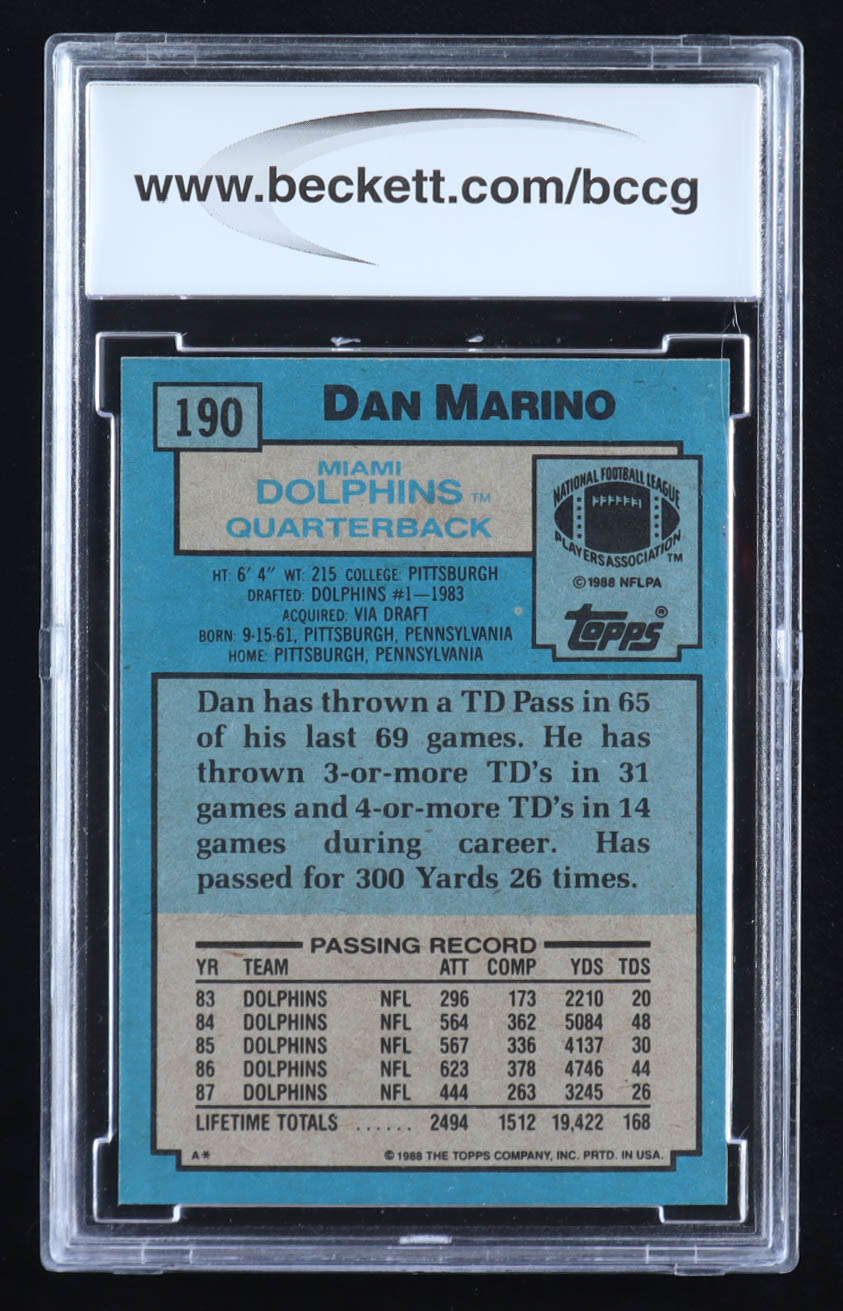 www.beckett.com/bccg
190
DAN MARINO
MIAMI
DOLPHINS TM
QUARTERBACK
NATIONAL FOOTBALL LEAGUE
PLAYERS ASSOCIATION TM
© 1988 NFLPA
TOPPS®
HT: 6' 4" WT: 215 COLLEGE: PITTSBURGH
DRAFTED: DOLPHINS #1—1983
ACQUIRED: VIA DRAFT
BORN: 9-15-61, PITTSBURGH, PENNSYLVANIA
HOME: PITTSBURGH, PENNSYLVANIA
Dan has thrown a TD Pass in 65
of his last 69 games. He has
thrown 3-or-more TD's in 31
games and 4-or-more TD's in 14
games during career. Has
passed for 300 Yards 26 times.
PASSING RECORD
YR TEAM ATT COMP YDS TDS
83 DOLPHINS NFL 296 173 2210 20
84 DOLPHINS NFL 564 362 5084 48
85 DOLPHINS NFL 567 336 4137 30
86 DOLPHINS NFL 623 378 4746 44
87 DOLPHINS NFL 444 263 3245 26
LIFETIME TOTALS ...... 2494 1512 19,422 168
A* © 1988 THE TOPPS COMPANY, INC. PRTD. IN USA.